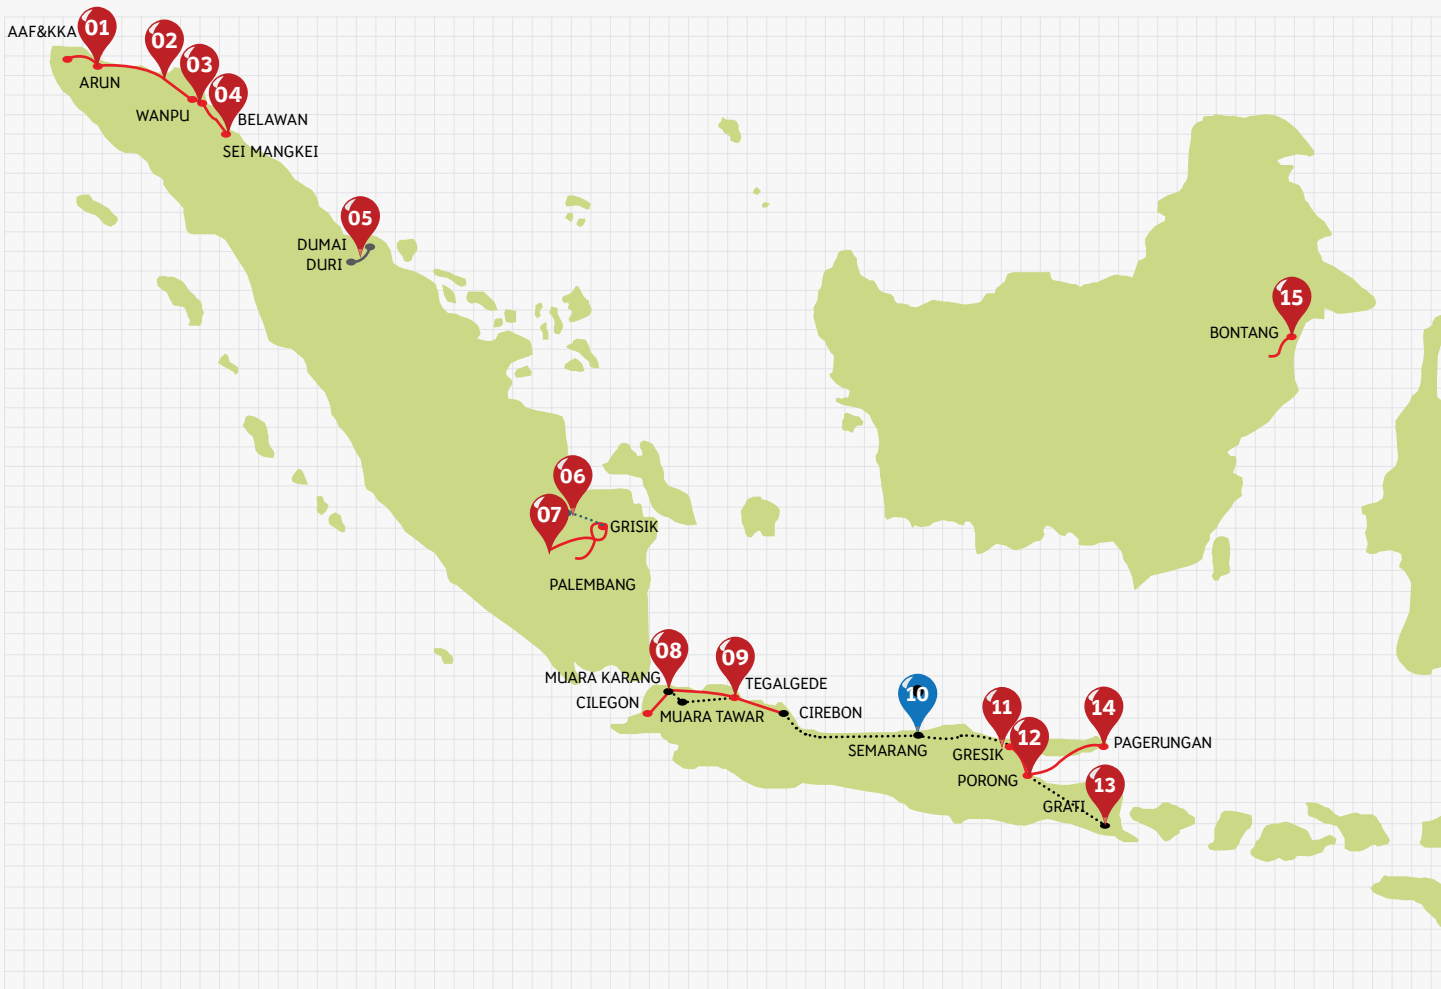 AAF&KKA
01
02
03
04
ARUN
WANPU
BELAWAN
SEI MANGKEI
05
DUMAI
DURI
15
BONTANG
06
07
GRISIK
PALEMBANG
08
09
MUARA KARANG
TEGALGEDE
CILEGON
MUARA TAWAR
CIREBON
10
SEMARANG
11
12
14
GRESIK
PAGERUNGAN
PORONG
13
GRATI